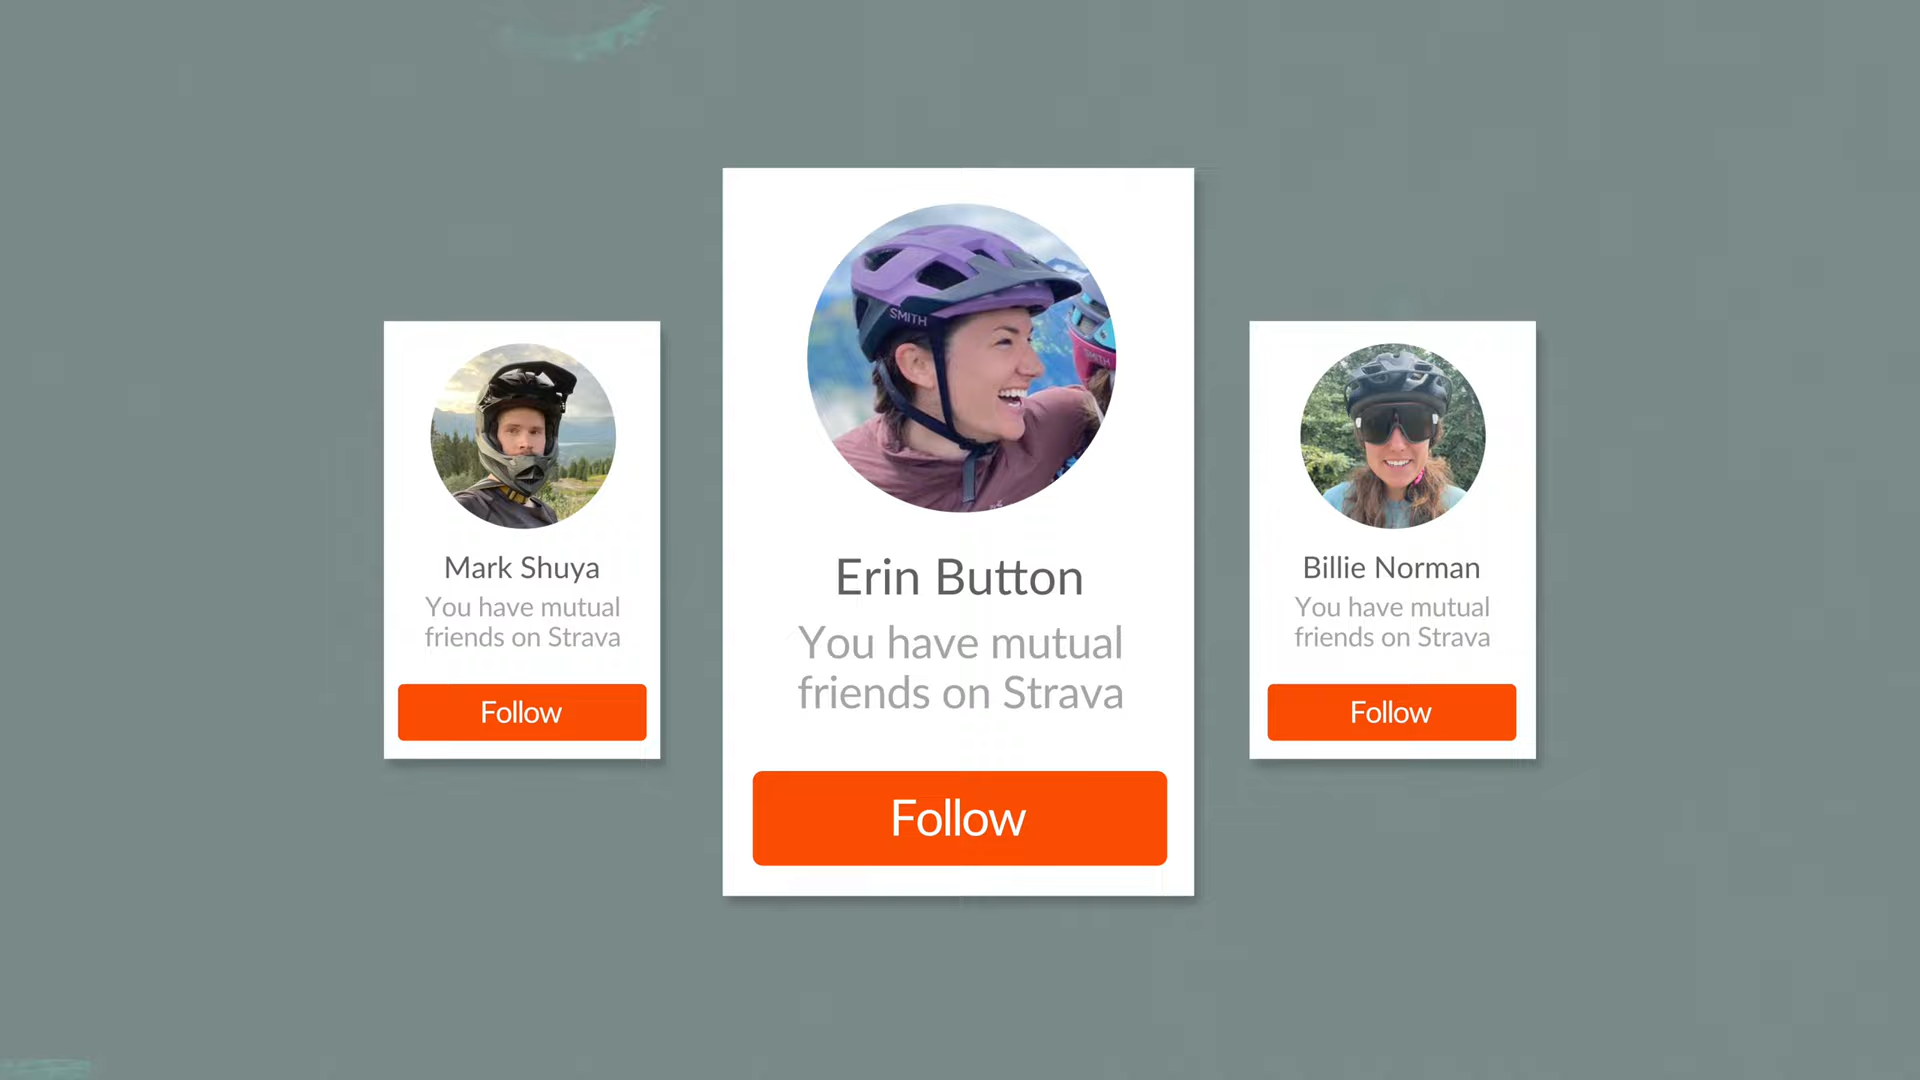 SMITH
SMITH
Mark Shuya
You have mutual
friends on Strava
Follow
Erin Button
You have mutual
friends on Strava
Follow
Billie Norman
You have mutual
friends on Strava
Follow